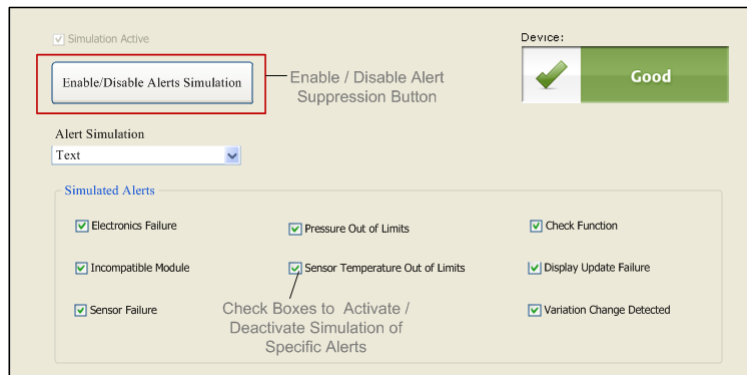 Simulation Active
Device:
Enable/Disable Alerts Simulation
Enable / Disable Alert
Suppression Button
Good
Alert Simulation
Text
Simulated Alerts
Electronics Failure
Pressure Out of Limits
Check Function
Incompatible Module
Sensor Temperature Out of Limits
Display Update Failure
Sensor Failure
Check Boxes to Activate /
Deactivate Simulation of
Specific Alerts
Variation Change Detected